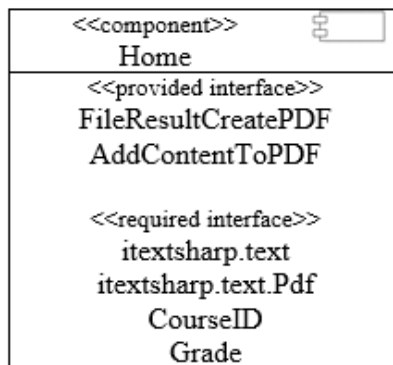 <<component>>
Home
<<provided interface>>
FileResultCreatePDF
AddContentToPDF
<<required interface>>
itextsharp.text
itextsharp.text.Pdf
CourseID
Grade